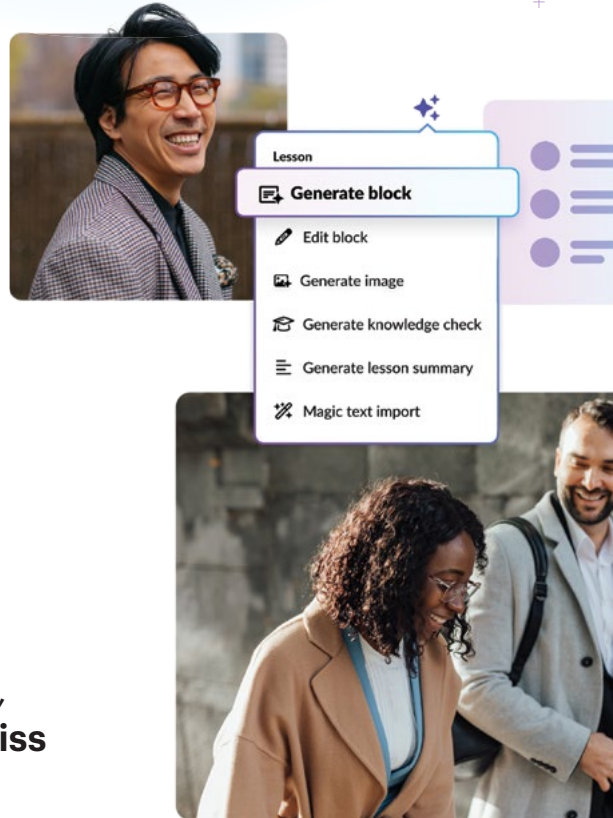 Lesson
Generate block
Edit block
Generate image
Generate knowledge check
Generate lesson summary
Magic text import
iss